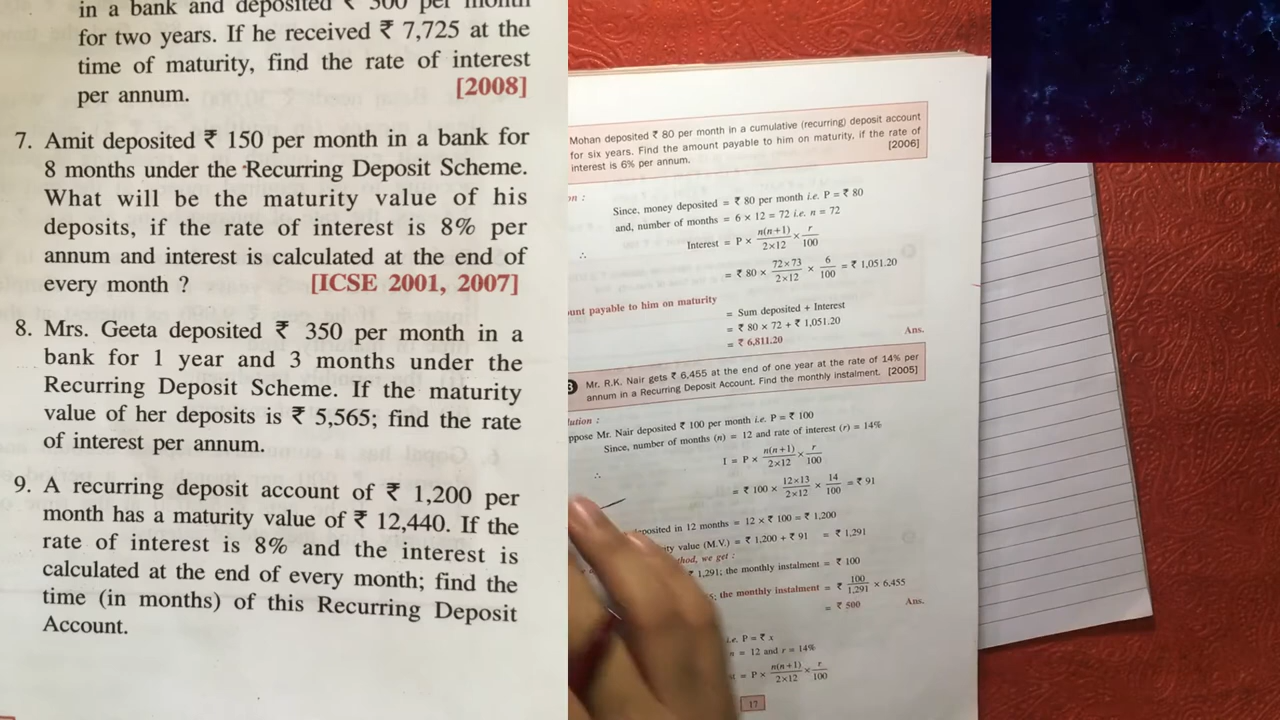 in a bank and deposited ₹ 300 per month
for two years. If he received ₹ 7,725 at the
time of maturity, find the rate of interest
per annum. [2008]
7. Amit deposited ₹ 150 per month in a bank for
8 months under the Recurring Deposit Scheme.
What will be the maturity value of his
deposits, if the rate of interest is 8% per
annum and interest is calculated at the end of
every month ? [ICSE 2001, 2007]
8. Mrs. Geeta deposited ₹ 350 per month in a
bank for 1 year and 3 months under the
Recurring Deposit Scheme. If the maturity
value of her deposits is ₹ 5,565; find the rate
of interest per annum.
9. A recurring deposit account of ₹ 1,200 per
month has a maturity value of ₹ 12,440. If the
rate of interest is 8% and the interest is
calculated at the end of every month; find the
time (in months) of this Recurring Deposit
Account.
Mohan deposited ₹ 80 per month in a cumulative (recurring) deposit account
for six years. Find the amount payable to him on maturity, if the rate of
interest is 6% per annum. [2006]
on :
Since, money deposited = ₹ 80 per month i.e. P = ₹ 80
and, number of months = 6 × 12 = 72 i.e. n = 72
∴ Interest = P × n(n+1)/2×12 × r/100
= ₹ 80 × 72×73/2×12 × 6/100 = ₹ 1,051.20
unt payable to him on maturity
= Sum deposited + Interest
= ₹ 80 × 72 + ₹ 1,051.20
= ₹ 6,811.20 Ans.
3 Mr. R.K. Nair gets ₹ 6,455 at the end of one year at the rate of 14% per
annum in a Recurring Deposit Account. Find the monthly instalment. [2005]
lution :
ppose Mr. Nair deposited ₹ 100 per month i.e. P = ₹ 100
Since, number of months (n) = 12 and rate of interest (r) = 14%
∴ I = P × n(n+1)/2×12 × r/100
= ₹ 100 × 12×13/2×12 × 14/100 = ₹ 91
deposited in 12 months = 12 × ₹ 100 = ₹ 1,200
ity value (M.V.) = ₹ 1,200 + ₹ 91 = ₹ 1,291
thod, we get :
₹ 1,291; the monthly instalment = ₹ 100
the monthly instalment = ₹ 100/1,291 × 6,455
= ₹ 500 Ans.
i.e. P = ₹ x
n = 12 and r = 14%
= P × n(n+1)/2×12 × r/100
17